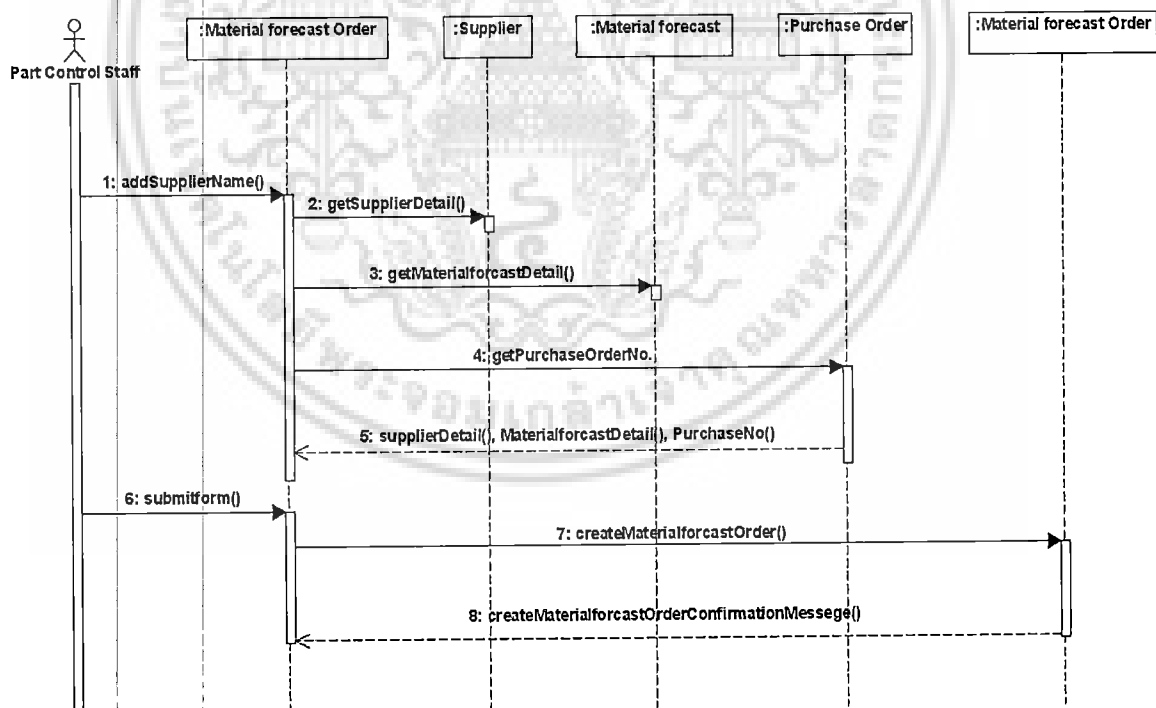 :Material forecast Order
:Supplier
:Material forecast
:Purchase Order
:Material forecast Order
Part Control Staff
1: addSupplierName()
2: getSupplierDetail()
3: getMaterialforcastDetail()
4: getPurchaseOrderNo.
5: supplierDetail(), MaterialforcastDetail(), PurchaseNo()
6: submitform()
7: createMaterialforcastOrder()
8: createMaterialforcastOrderConfirmationMessege()